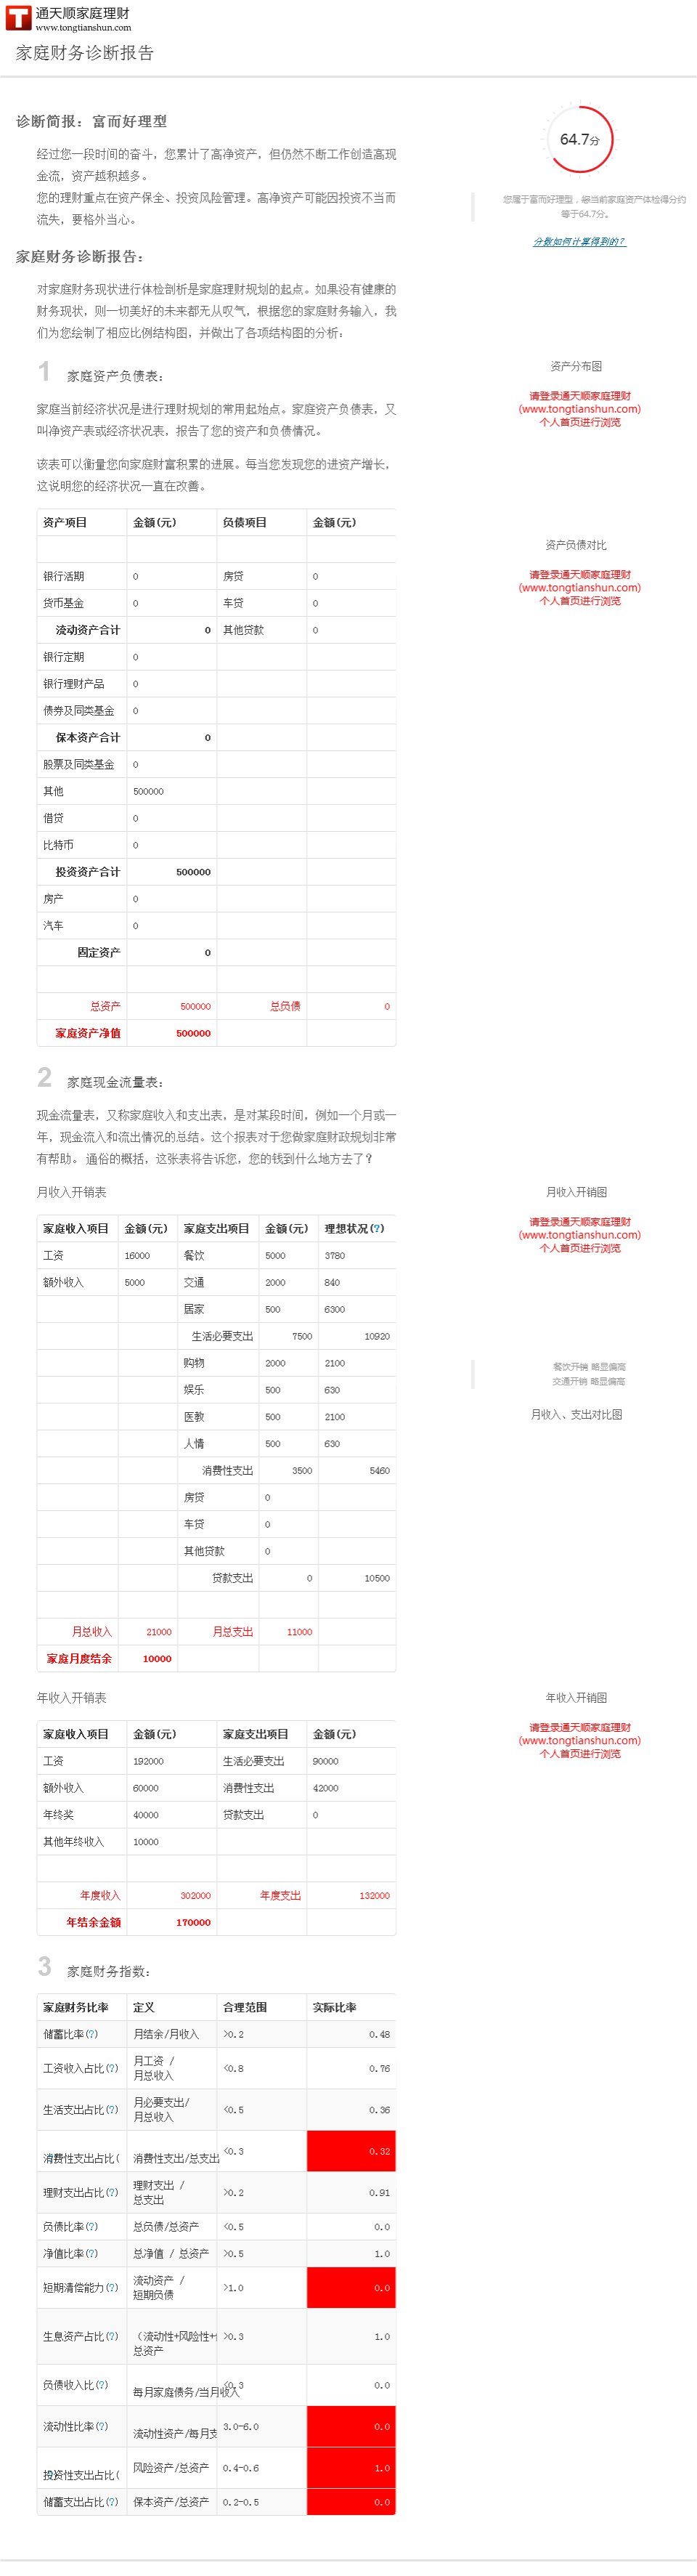 通天顺家庭理财
www.tongtianshun.com
家庭财务诊断报告
诊断简报：富而好理型
经过您一段时间的奋斗，您累计了高净资产，但仍然不断工作创造高现
金流，资产越积越多。
您的理财重点在资产保全、投资风险管理。高净资产可能因投资不当而
流失，要格外当心。
64.7分
您属于富而好理型，您当前家庭资产体检得分约
等于64.7分。
分数如何计算得到的？
家庭财务诊断报告：
对家庭财务现状进行体检剖析是家庭理财规划的起点。如果没有健康的
财务现状，则一切美好的未来都无从叹气，根据您的家庭财务输入，我
们为您绘制了相应比例结构图，并做出了各项结构图的分析：
1 家庭资产负债表：
家庭当前经济状况是进行理财规划的常用起始点。家庭资产负债表，又
叫净资产表或经济状况表，报告了您的资产和负债情况。
该表可以衡量您向家庭财富积累的进展。每当您发现您的进资产增长，
这说明您的经济状况一直在改善。
资产分布图
请登录通天顺家庭理财
(www.tongtianshun.com)
个人首页进行浏览
资产项目 金额(元) 负债项目 金额(元)
银行活期 0 房贷 0
货币基金 0 车贷 0
流动资产合计 0 其他贷款 0
银行定期 0
银行理财产品 0
债券及同类基金 0
保本资产合计 0
股票及同类基金 0
其他 500000
借贷 0
比特币 0
投资资产合计 500000
房产 0
汽车 0
固定资产 0
总资产 500000 总负债 0
家庭资产净值 500000
资产负债对比
请登录通天顺家庭理财
(www.tongtianshun.com)
个人首页进行浏览
2 家庭现金流量表：
现金流量表，又称家庭收入和支出表，是对某段时间，例如一个月或一
年，现金流入和流出情况的总结。这个报表对于您做家庭财政规划非常
有帮助。 通俗的概括，这张表将告诉您，您的钱到什么地方去了？
月收入开销表
家庭收入项目 金额(元) 家庭支出项目 金额(元) 理想状况(?)
工资 16000 餐饮 5000 3780
额外收入 5000 交通 2000 840
居家 500 6300
生活必要支出 7500 10920
购物 2000 2100
娱乐 500 630
医教 500 2100
人情 500 630
消费性支出 3500 5460
房贷 0
车贷 0
其他贷款 0
贷款支出 0 10500
月总收入 21000 月总支出 11000
家庭月度结余 10000
月收入开销图
请登录通天顺家庭理财
(www.tongtianshun.com)
个人首页进行浏览
餐饮开销 略显偏高
交通开销 略显偏高
月收入、支出对比图
年收入开销表
家庭收入项目 金额(元) 家庭支出项目 金额(元)
工资 192000 生活必要支出 90000
额外收入 60000 消费性支出 42000
年终奖 40000 贷款支出 0
其他年终收入 10000
年度收入 302000 年度支出 132000
年结余金额 170000
年收入开销图
请登录通天顺家庭理财
(www.tongtianshun.com)
个人首页进行浏览
3 家庭财务指数：
家庭财务比率 定义 合理范围 实际比率
储蓄比率(?) 月结余/月收入 >0.2 0.48
工资收入占比(?) 月工资 /
月总收入 <0.8 0.76
生活支出占比(?) 月必要支出/
月总收入 <0.5 0.36
消费性支出占比( 消费性支出/总支出 <0.3 0.32
理财支出占比(?) 理财支出 /
总支出 >0.2 0.91
负债比率(?) 总负债/总资产 <0.5 0.0
净值比率(?) 总净值 / 总资产 >0.5 1.0
短期清偿能力(?) 流动资产 /
短期负债 >1.0 0.0
生息资产占比(?) （流动性+风险性+
总资产 >0.3 1.0
负债收入比(?) 每月家庭债务/当月收入 <0.3 0.0
流动性比率(?) 流动性资产/每月支 3.0-6.0 0.0
投资性支出占比( 风险资产/总资产 0.4-0.6 1.0
储蓄支出占比(?) 保本资产/总资产 0.2-0.5 0.0